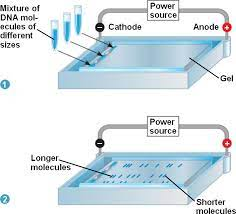 Mixture of
DNA mol-
ecules of
different
sizes
Power
source
Cathode
Anode
−
+
Gel
1
Power
source
−
+
Longer
molecules
Shorter
molecules
2